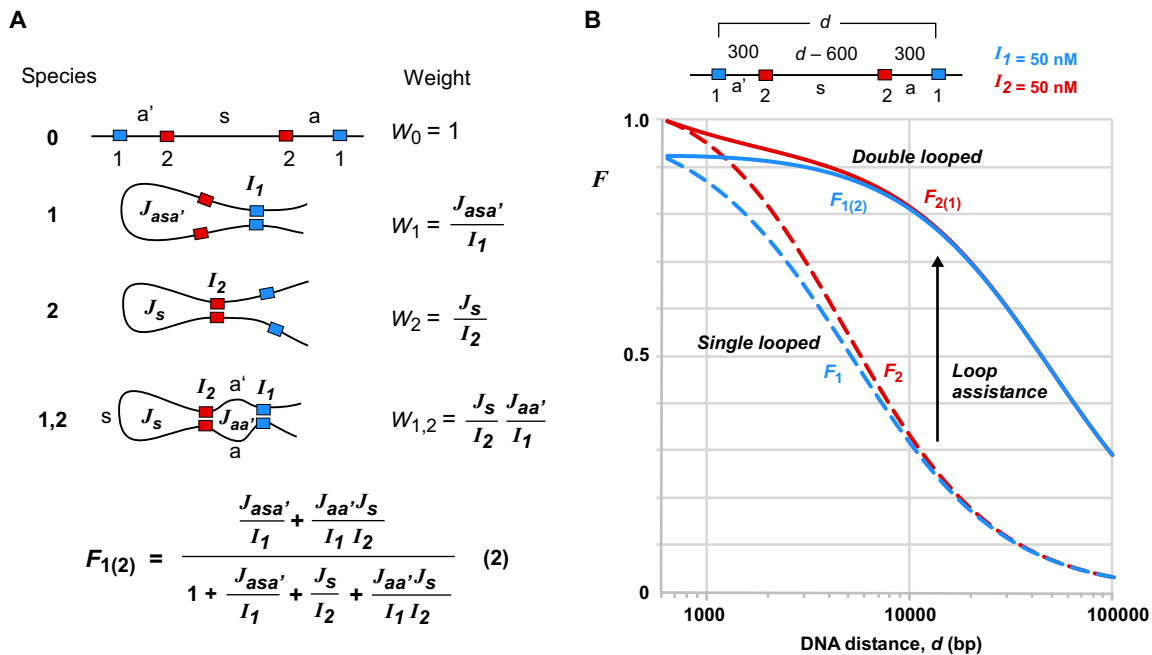 A
Species
Weight
0
a’
s
a
1
2
2
1
W0 = 1
1
Jasa’
I1
W1 = Jasa’ / I1
2
Js
I2
W2 = Js / I2
1,2
s
Js
I2
a‘
I1
Jaa’
a
W1,2 = Js / I2 Jaa’ / I1
F1(2) = (Jasa’ / I1 + Jaa’Js / I1 I2) / (1 + Jasa’ / I1 + Js / I2 + Jaa’Js / I1 I2) (2)
B
d
300
d – 600
300
1
a’
2
s
2
a
1
I1 = 50 nM
I2 = 50 nM
1.0
F
0.5
0
Double looped
F1(2)
F2(1)
Single looped
F1
F2
Loop
assistance
1000
10000
100000
DNA distance, d (bp)